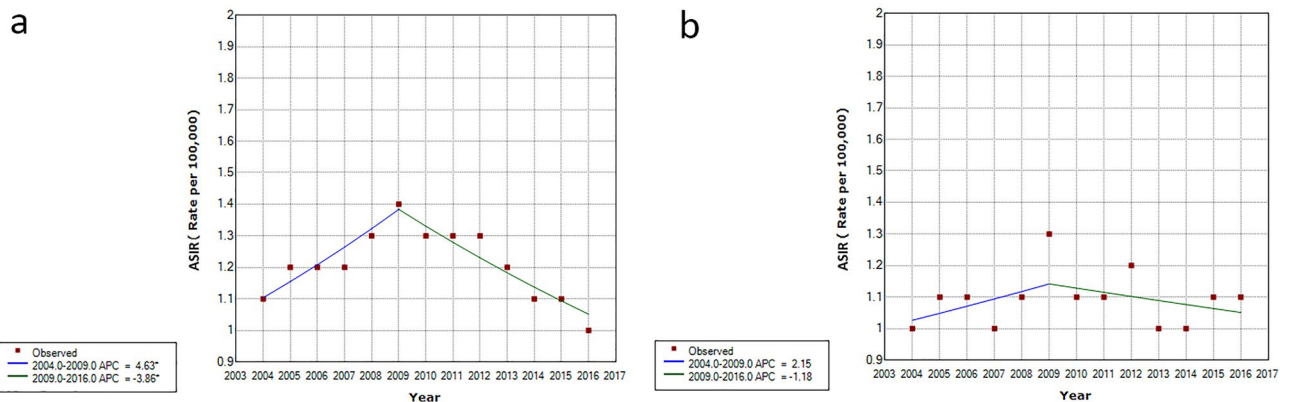 a
2
1.9
1.8
1.7
1.6
1.5
1.4
1.3
1.2
1.1
1
0.9
ASIR ( Rate per 100,000)
2003 2004 2005 2006 2007 2008 2009 2010 2011 2012 2013 2014 2015 2016 2017
Year
Observed
2004.0-2009.0 APC = 4.63*
2009.0-2016.0 APC = -3.86*
b
2
1.9
1.8
1.7
1.6
1.5
1.4
1.3
1.2
1.1
1
0.9
ASIR ( Rate per 100,000)
2003 2004 2005 2006 2007 2008 2009 2010 2011 2012 2013 2014 2015 2016 2017
Year
Observed
2004.0-2009.0 APC = 2.15
2009.0-2016.0 APC = -1.18